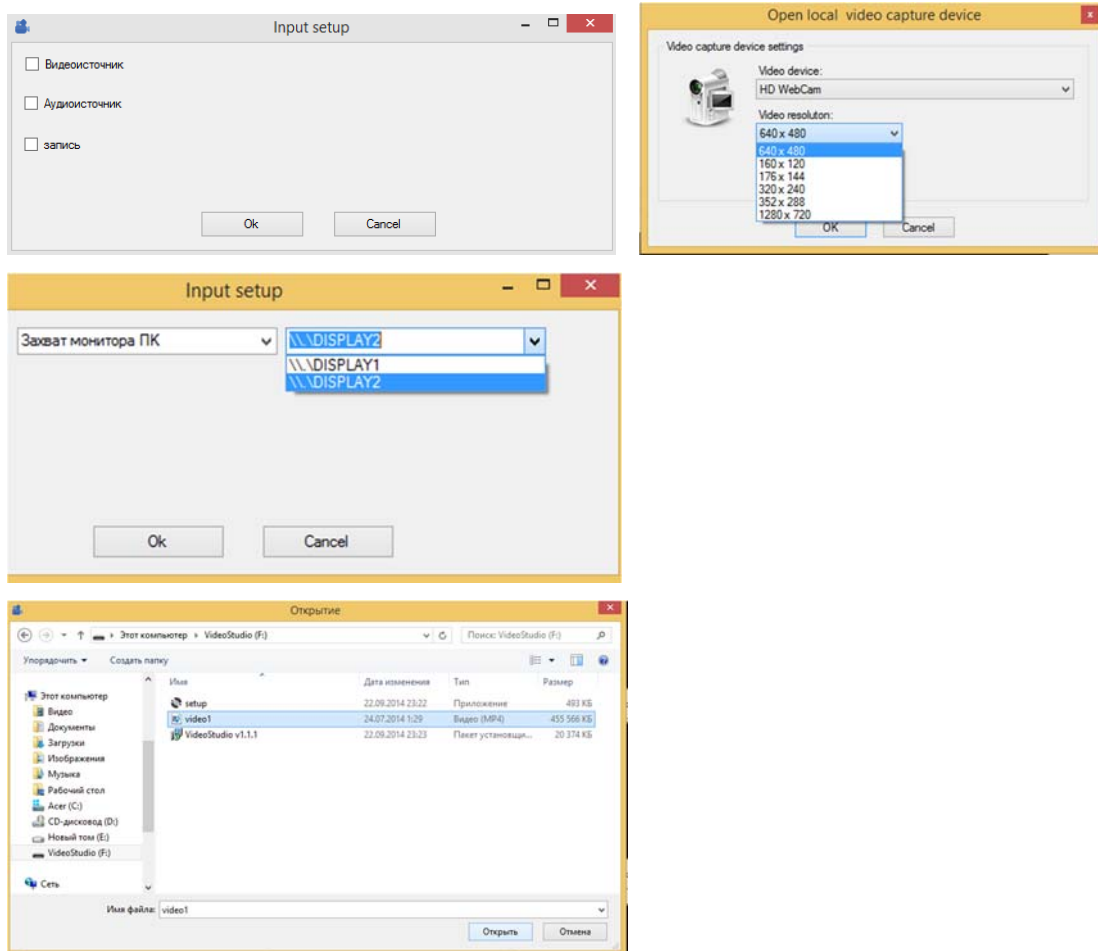 Input setup
Видеоисточник
Аудиоисточник
запись
Ok Cancel
Open local video capture device
Video capture device settings
Video device:
HD WebCam
Video resoluton:
640 x 480
640 x 480
160 x 120
176 x 144
320 x 240
352 x 288
1280 x 720
OK Cancel
Input setup
Захват монитора ПК \\.\DISPLAY2
\\.\DISPLAY1
\\.\DISPLAY2
Ok Cancel
Открытие
Этот компьютер VideoStudio (F:) Поиск: VideoStudio (F:)
Упорядочить Создать папку
Имя Дата изменения Тип Размер
Этот компьютер
Видео
Документы
Загрузки
Изображения
Музыка
Рабочий стол
Acer (C:)
CD-дисковод (D:)
Новый том (E:)
VideoStudio (F:)
Сеть
setup 22.09.2014 23:22 Приложение 493 КБ
video1 24.07.2014 1:29 Видео (MP4) 455 566 КБ
VideoStudio v1.1.1 22.09.2014 23:23 Пакет установщи... 20 374 КБ
Имя файла: video1
Открыть Отмена